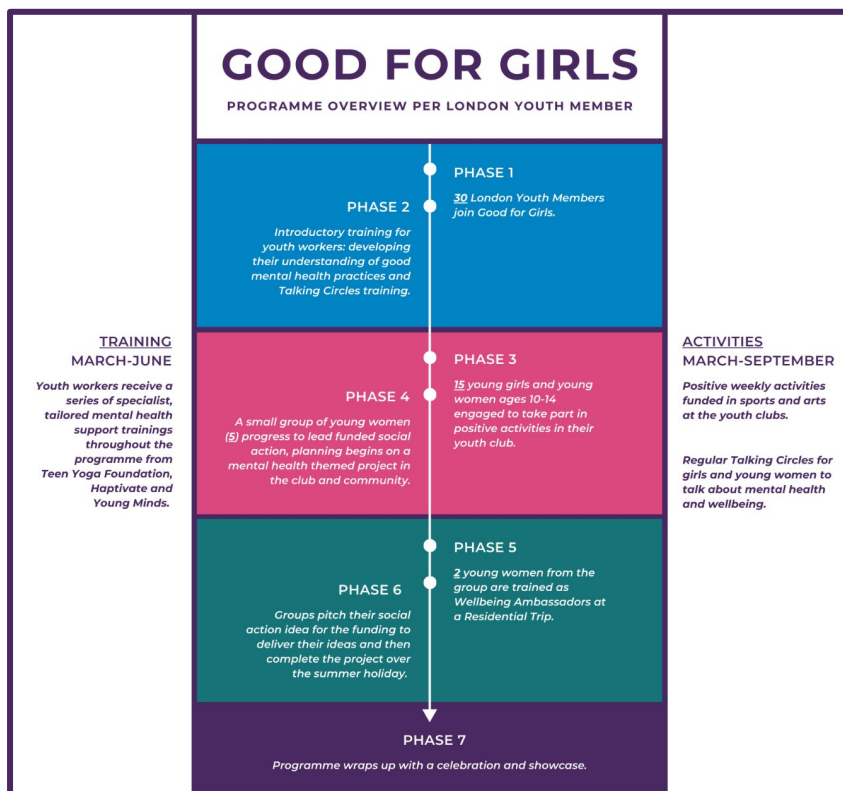 GOOD FOR GIRLS
PROGRAMME OVERVIEW PER LONDON YOUTH MEMBER
PHASE 1
30 London Youth Members
join Good for Girls.
PHASE 2
Introductory training for
youth workers: developing
their understanding of good
mental health practices and
Talking Circles training.
TRAINING
MARCH-JUNE
Youth workers receive a
series of specialist,
tailored mental health
support trainings
throughout the
programme from
Teen Yoga Foundation,
Haptivate and
Young Minds.
PHASE 3
15 young girls and young
women ages 10-14
engaged to take part in
positive activities in their
youth club.
PHASE 4
A small group of young women
(5) progress to lead funded social
action, planning begins on a
mental health themed project in
the club and community.
ACTIVITIES
MARCH-SEPTEMBER
Positive weekly activities
funded in sports and arts
at the youth clubs.
Regular Talking Circles for
girls and young women to
talk about mental health
and wellbeing.
PHASE 5
2 young women from the
group are trained as
Wellbeing Ambassadors at
a Residential Trip.
PHASE 6
Groups pitch their social
action idea for the funding to
deliver their ideas and then
complete the project over
the summer holiday.
PHASE 7
Programme wraps up with a celebration and showcase.